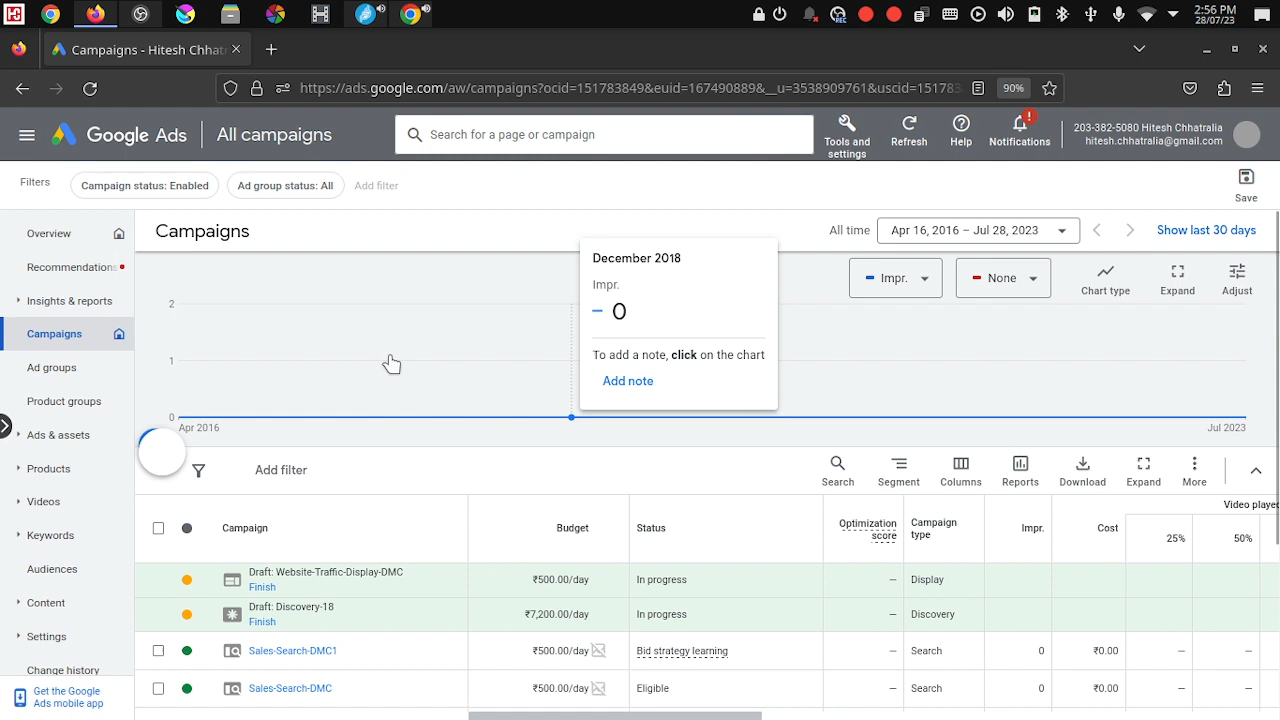 2:56 PM
28/07/23
REC
Campaigns - Hitesh Chhatr
https://ads.google.com/aw/campaigns?ocid=151783849&euid=167490889&__u=3538909761&uscid=151783
90%
Google Ads
All campaigns
Search for a page or campaign
Tools and settings
Refresh
Help
Notifications
203-382-5080 Hitesh Chhatralia
hitesh.chhatralia@gmail.com
Filters
Campaign status: Enabled
Ad group status: All
Add filter
Save
Overview
Recommendations
Insights & reports
Campaigns
Ad groups
Product groups
Ads & assets
Products
Videos
Keywords
Audiences
Content
Settings
Change history
Get the Google
Ads mobile app
Campaigns
All time
Apr 16, 2016 – Jul 28, 2023
Show last 30 days
Impr.
None
Chart type
Expand
Adjust
2
1
0
Apr 2016
Jul 2023
December 2018
Impr.
0
To add a note, click on the chart
Add note
Add filter
Search
Segment
Columns
Reports
Download
Expand
More
Campaign
Budget
Status
Optimization score
Campaign type
Impr.
Cost
Video playe
25%
50%
Draft: Website-Traffic-Display-DMC
Finish
₹500.00/day
In progress
–
Display
Draft: Discovery-18
Finish
₹7,200.00/day
In progress
–
Discovery
Sales-Search-DMC1
₹500.00/day
Bid strategy learning
–
Search
0
₹0.00
–
–
Sales-Search-DMC
₹500.00/day
Eligible
–
Search
0
₹0.00
–
–